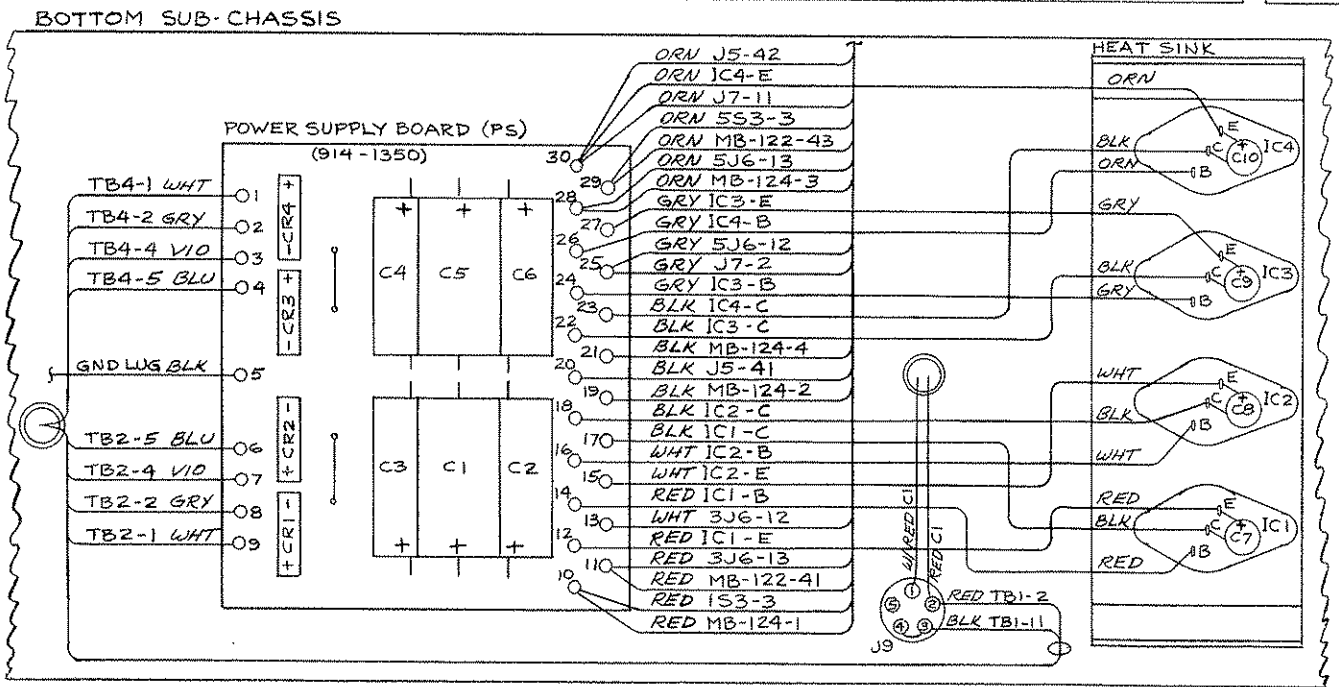 BOTTOM SUB-CHASSIS
HEAT SINK
POWER SUPPLY BOARD (PS)
(914-1350)
TB4-1 WHT
TB4-2 GRY
TB4-4 VIO
TB4-5 BLU
GND LUG BLK
TB2-5 BLU
TB2-4 VIO
TB2-2 GRY
TB2-1 WHT
1
2
3
4
5
6
7
8
9
-CR4+
-CR3+
+CR2-
+CR1-
+ + +
C4 C5 C6
C3 C1 C2
+ + +
30
29
28
27
26
25
24
23
22
21
20
19
18
17
16
15
14
13
12
11
10
ORN J5-42
ORN IC4-E
ORN J7-11
ORN 5S3-3
ORN MB-122-43
ORN 5J6-13
ORN MB-124-3
GRY IC3-E
GRY IC4-B
GRY 5J6-12
GRY J7-2
GRY IC3-B
BLK IC4-C
BLK IC3-C
BLK MB-124-4
BLK J5-41
BLK MB-124-2
BLK IC2-C
BLK IC1-C
WHT IC2-B
WHT IC2-E
RED IC1-B
WHT 3J6-12
RED IC1-E
RED 3J6-13
RED MB-122-41
RED 1S3-3
RED MB-124-1
W/RED C1
RED C1
1
5 2
4 3
J9
RED TB1-2
BLK TB1-11
ORN
BLK
ORN
E
C + C10 IC4
B
GRY
BLK
GRY
E
C + C9 IC3
B
WHT
BLK
WHT
E
C + C8 IC2
B
RED
BLK
RED
E
C + C7 IC1
B